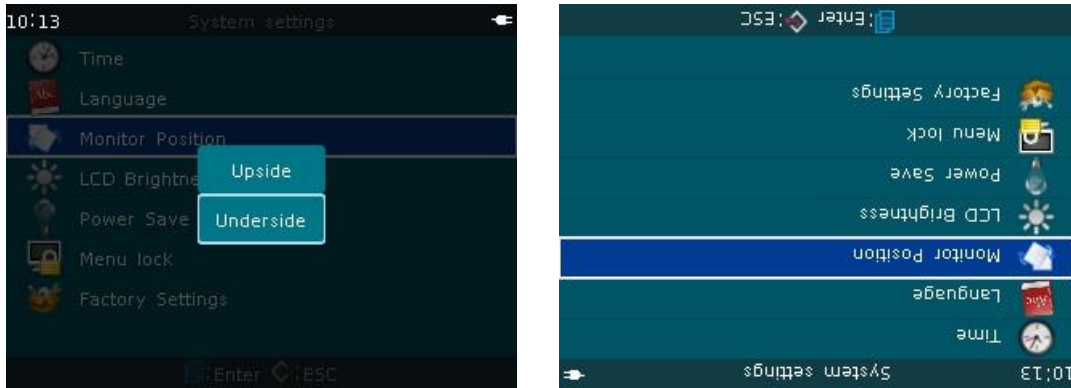 10:13 System settings
Time
Language
Monitor Position
LCD Brightne
Power Save
Menu lock
Factory Settings
Upside
Underside
:Enter :ESC
10:13 System settings
Time
Language
Monitor Position
LCD Brightness
Power Save
Menu lock
Factory Settings
:Enter :ESC